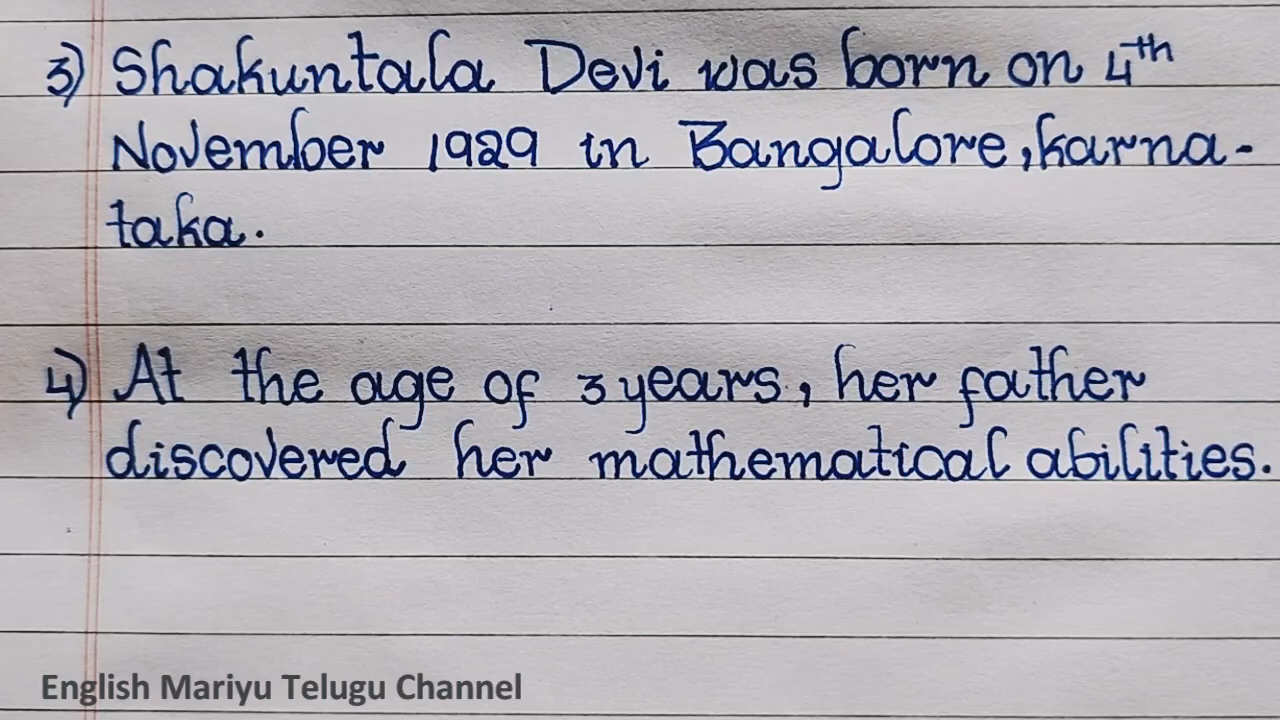 3) Shakuntala Devi was born on 4th
November 1929 in Bangalore, karna-
taka.
4) At the age of 3 years, her father
discovered her mathematical abilities.
English Mariyu Telugu Channel